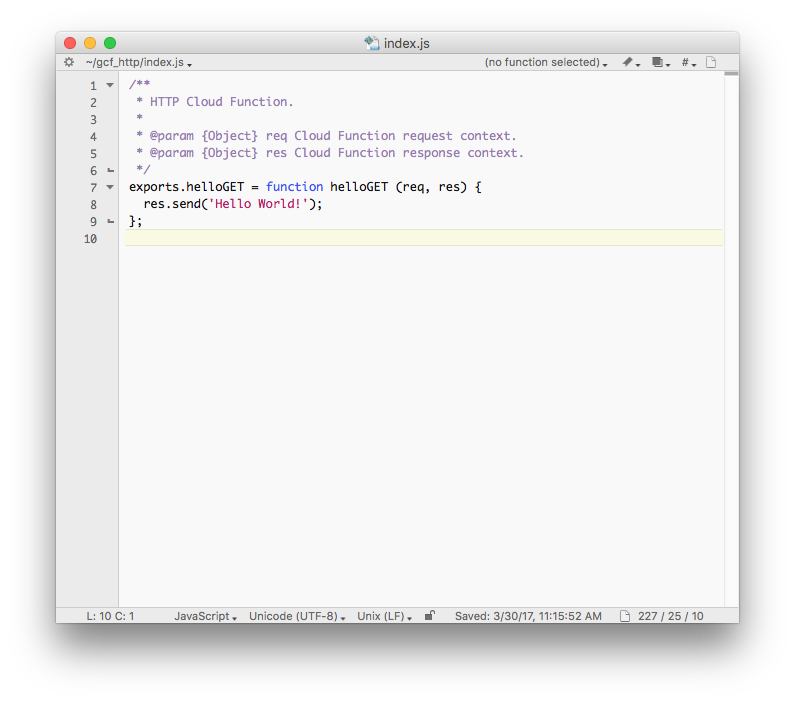 index.js
~/gcf_http/index.js
(no function selected)
#
1 /**
2  * HTTP Cloud Function.
3  *
4  * @param {Object} req Cloud Function request context.
5  * @param {Object} res Cloud Function response context.
6  */
7 exports.helloGET = function helloGET (req, res) {
8   res.send('Hello World!');
9 };
10
L: 10 C: 1 JavaScript Unicode (UTF-8) Unix (LF) Saved: 3/30/17, 11:15:52 AM 227 / 25 / 10